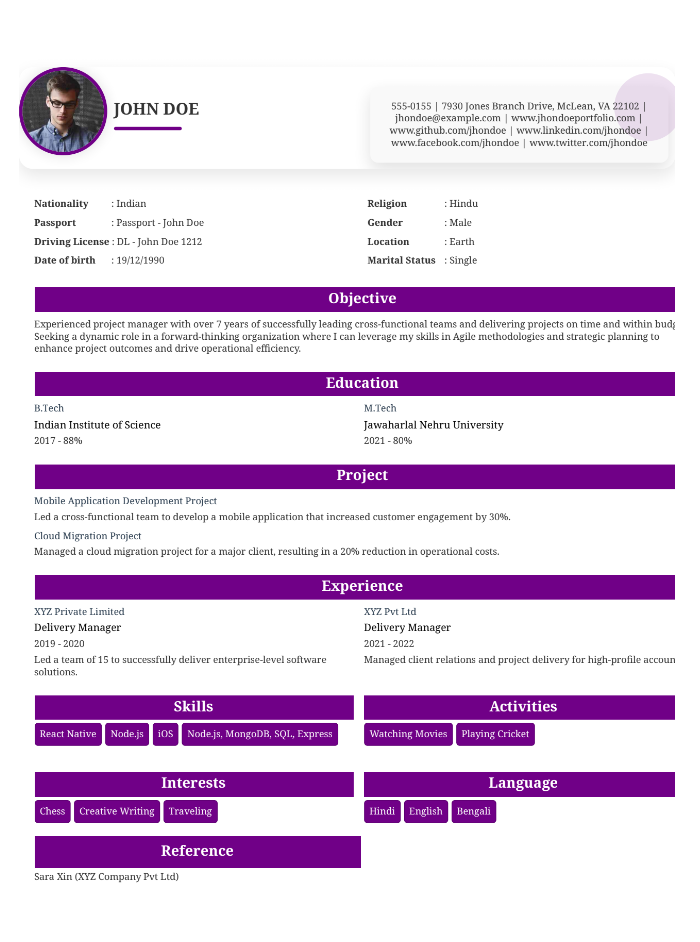 JOHN DOE
555-0155 | 7930 Jones Branch Drive, McLean, VA 22102 |
jhondoe@example.com | www.jhondoeportfolio.com |
www.github.com/jhondoe | www.linkedin.com/jhondoe |
www.facebook.com/jhondoe | www.twitter.com/jhondoe
Nationality : Indian
Passport : Passport - John Doe
Driving License : DL - John Doe 1212
Date of birth : 19/12/1990
Religion : Hindu
Gender : Male
Location : Earth
Marital Status : Single
Objective
Experienced project manager with over 7 years of successfully leading cross-functional teams and delivering projects on time and within
Seeking a dynamic role in a forward-thinking organization where I can leverage my skills in Agile methodologies and strategic planning to
enhance project outcomes and drive operational efficiency.
Education
B.Tech
Indian Institute of Science
2017 - 88%
M.Tech
Jawaharlal Nehru University
2021 - 80%
Project
Mobile Application Development Project
Led a cross-functional team to develop a mobile application that increased customer engagement by 30%.
Cloud Migration Project
Managed a cloud migration project for a major client, resulting in a 20% reduction in operational costs.
Experience
XYZ Private Limited
Delivery Manager
2019 - 2020
Led a team of 15 to successfully deliver enterprise-level software
solutions.
XYZ Pvt Ltd
Delivery Manager
2021 - 2022
Managed client relations and project delivery for high-profile accoun
Skills
React Native
Node.js
iOS
Node.js, MongoDB, SQL, Express
Activities
Watching Movies
Playing Cricket
Interests
Chess
Creative Writing
Traveling
Language
Hindi
English
Bengali
Reference
Sara Xin (XYZ Company Pvt Ltd)